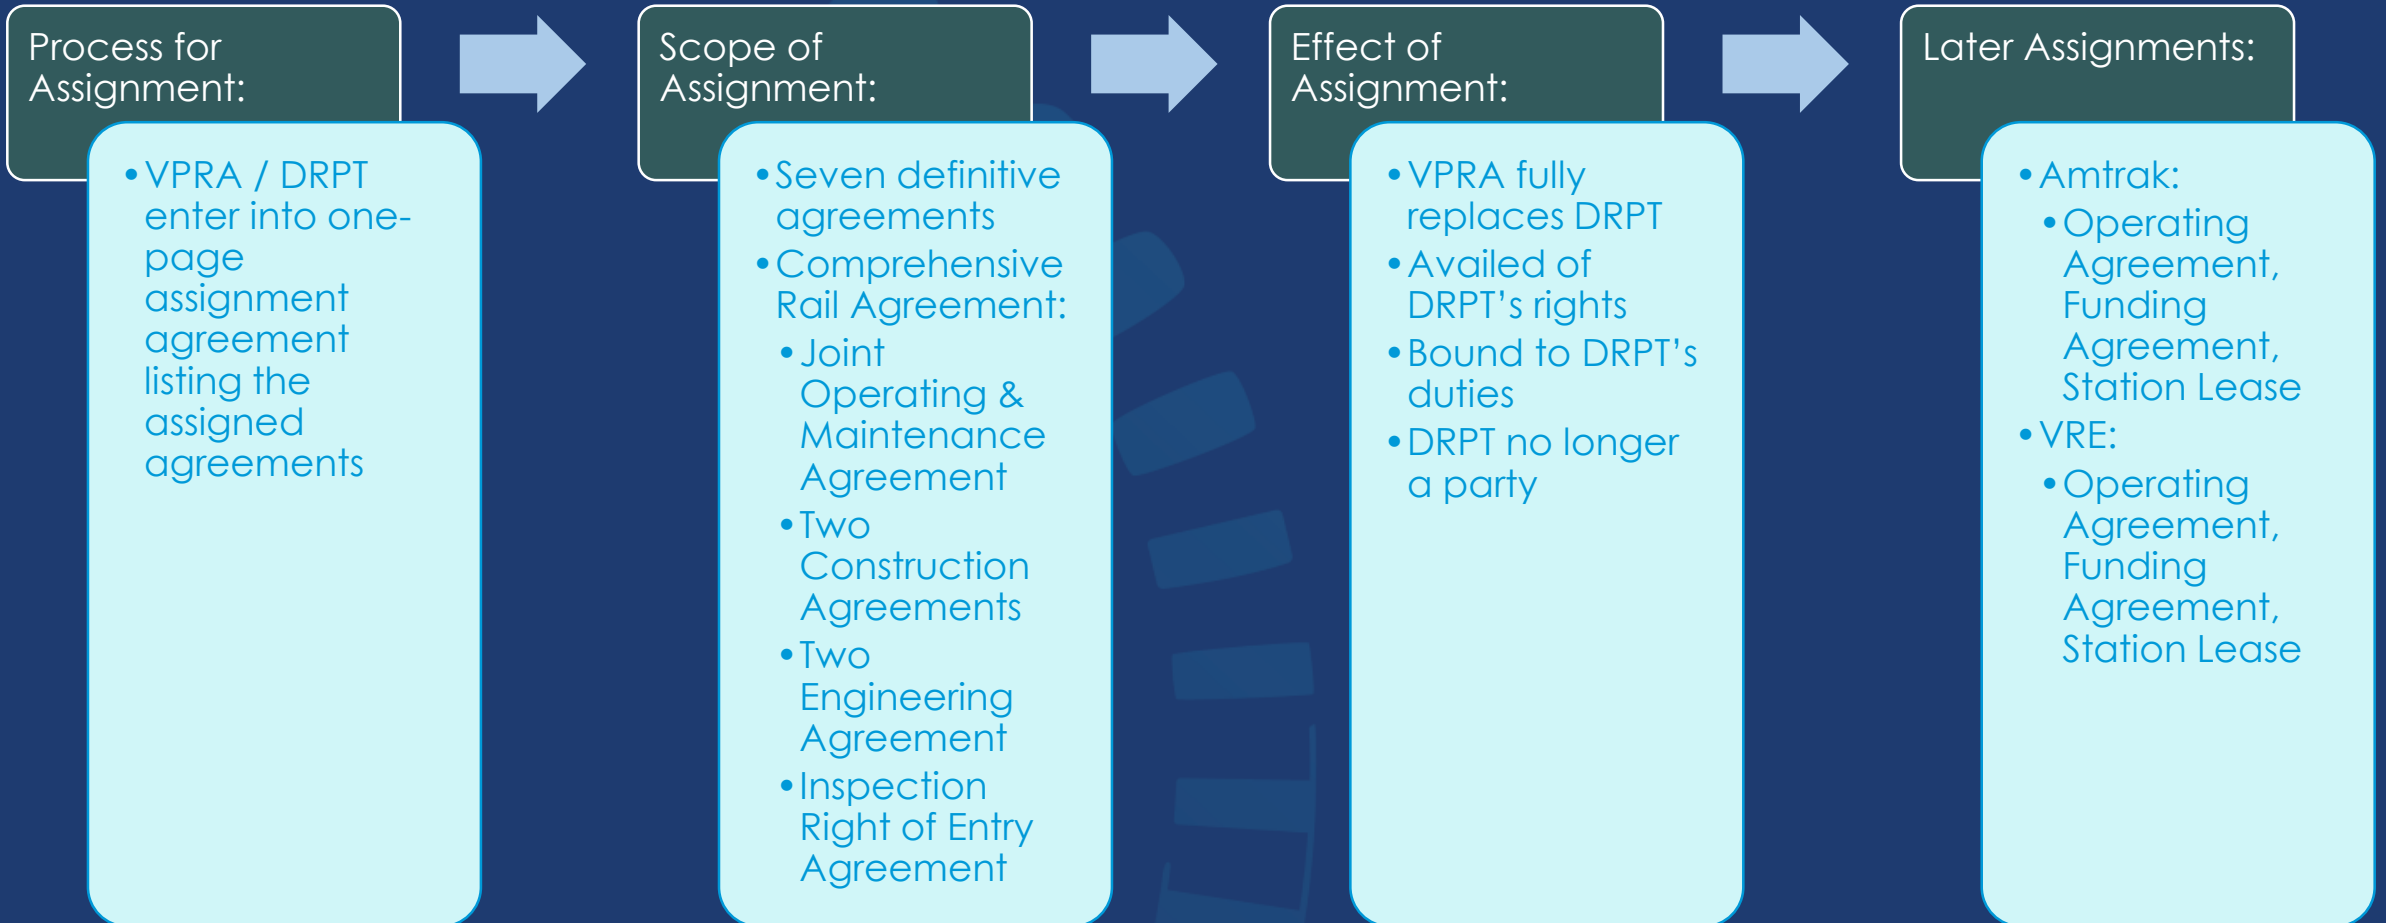 Process for
Assignment:
• VPRA / DRPT
enter into one-
page
assignment
agreement
listing the
assigned
agreements
Scope of
Assignment:
• Seven definitive
agreements
• Comprehensive
Rail Agreement:
• Joint
Operating &
Maintenance
Agreement
• Two
Construction
Agreements
• Two
Engineering
Agreement
• Inspection
Right of Entry
Agreement
Effect of
Assignment:
• VPRA fully
replaces DRPT
• Availed of
DRPT’s rights
• Bound to DRPT’s
duties
• DRPT no longer
a party
Later Assignments:
• Amtrak:
• Operating
Agreement,
Funding
Agreement,
Station Lease
• VRE:
• Operating
Agreement,
Funding
Agreement,
Station Lease